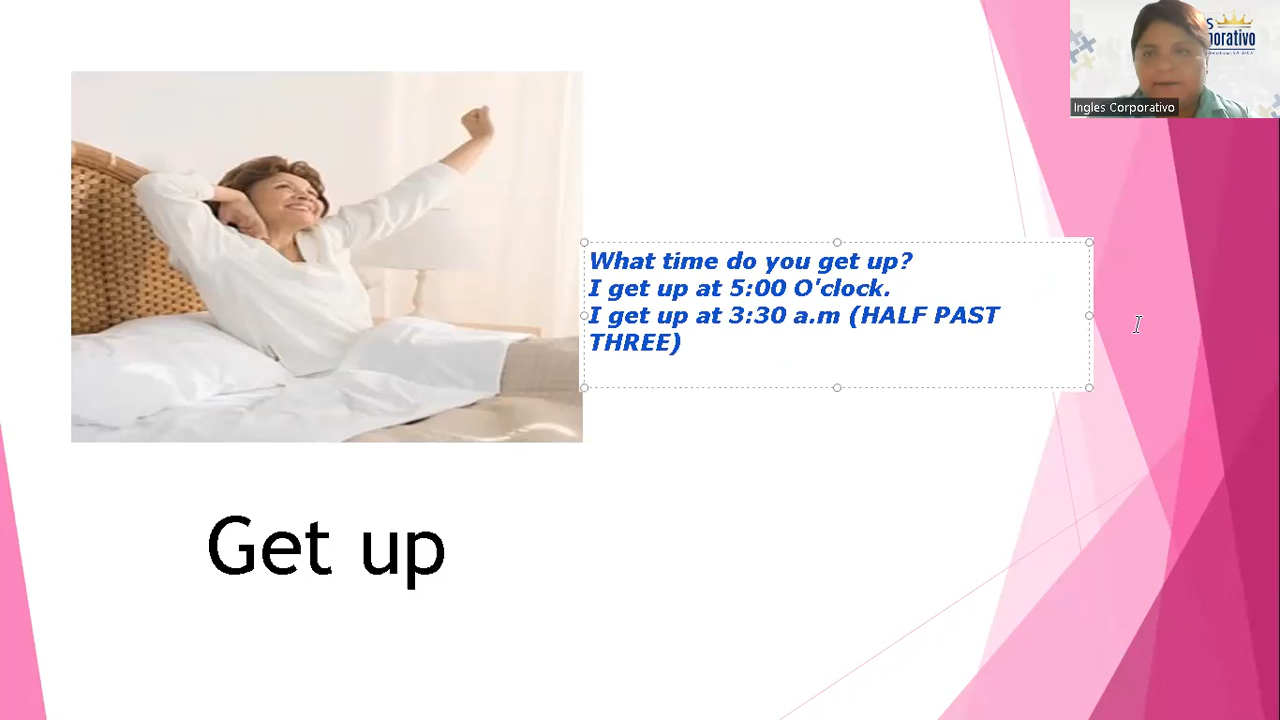 What time do you get up?
I get up at 5:00 O'clock.
I get up at 3:30 a.m (HALF PAST
THREE)
Get up
Ingles Corporativo